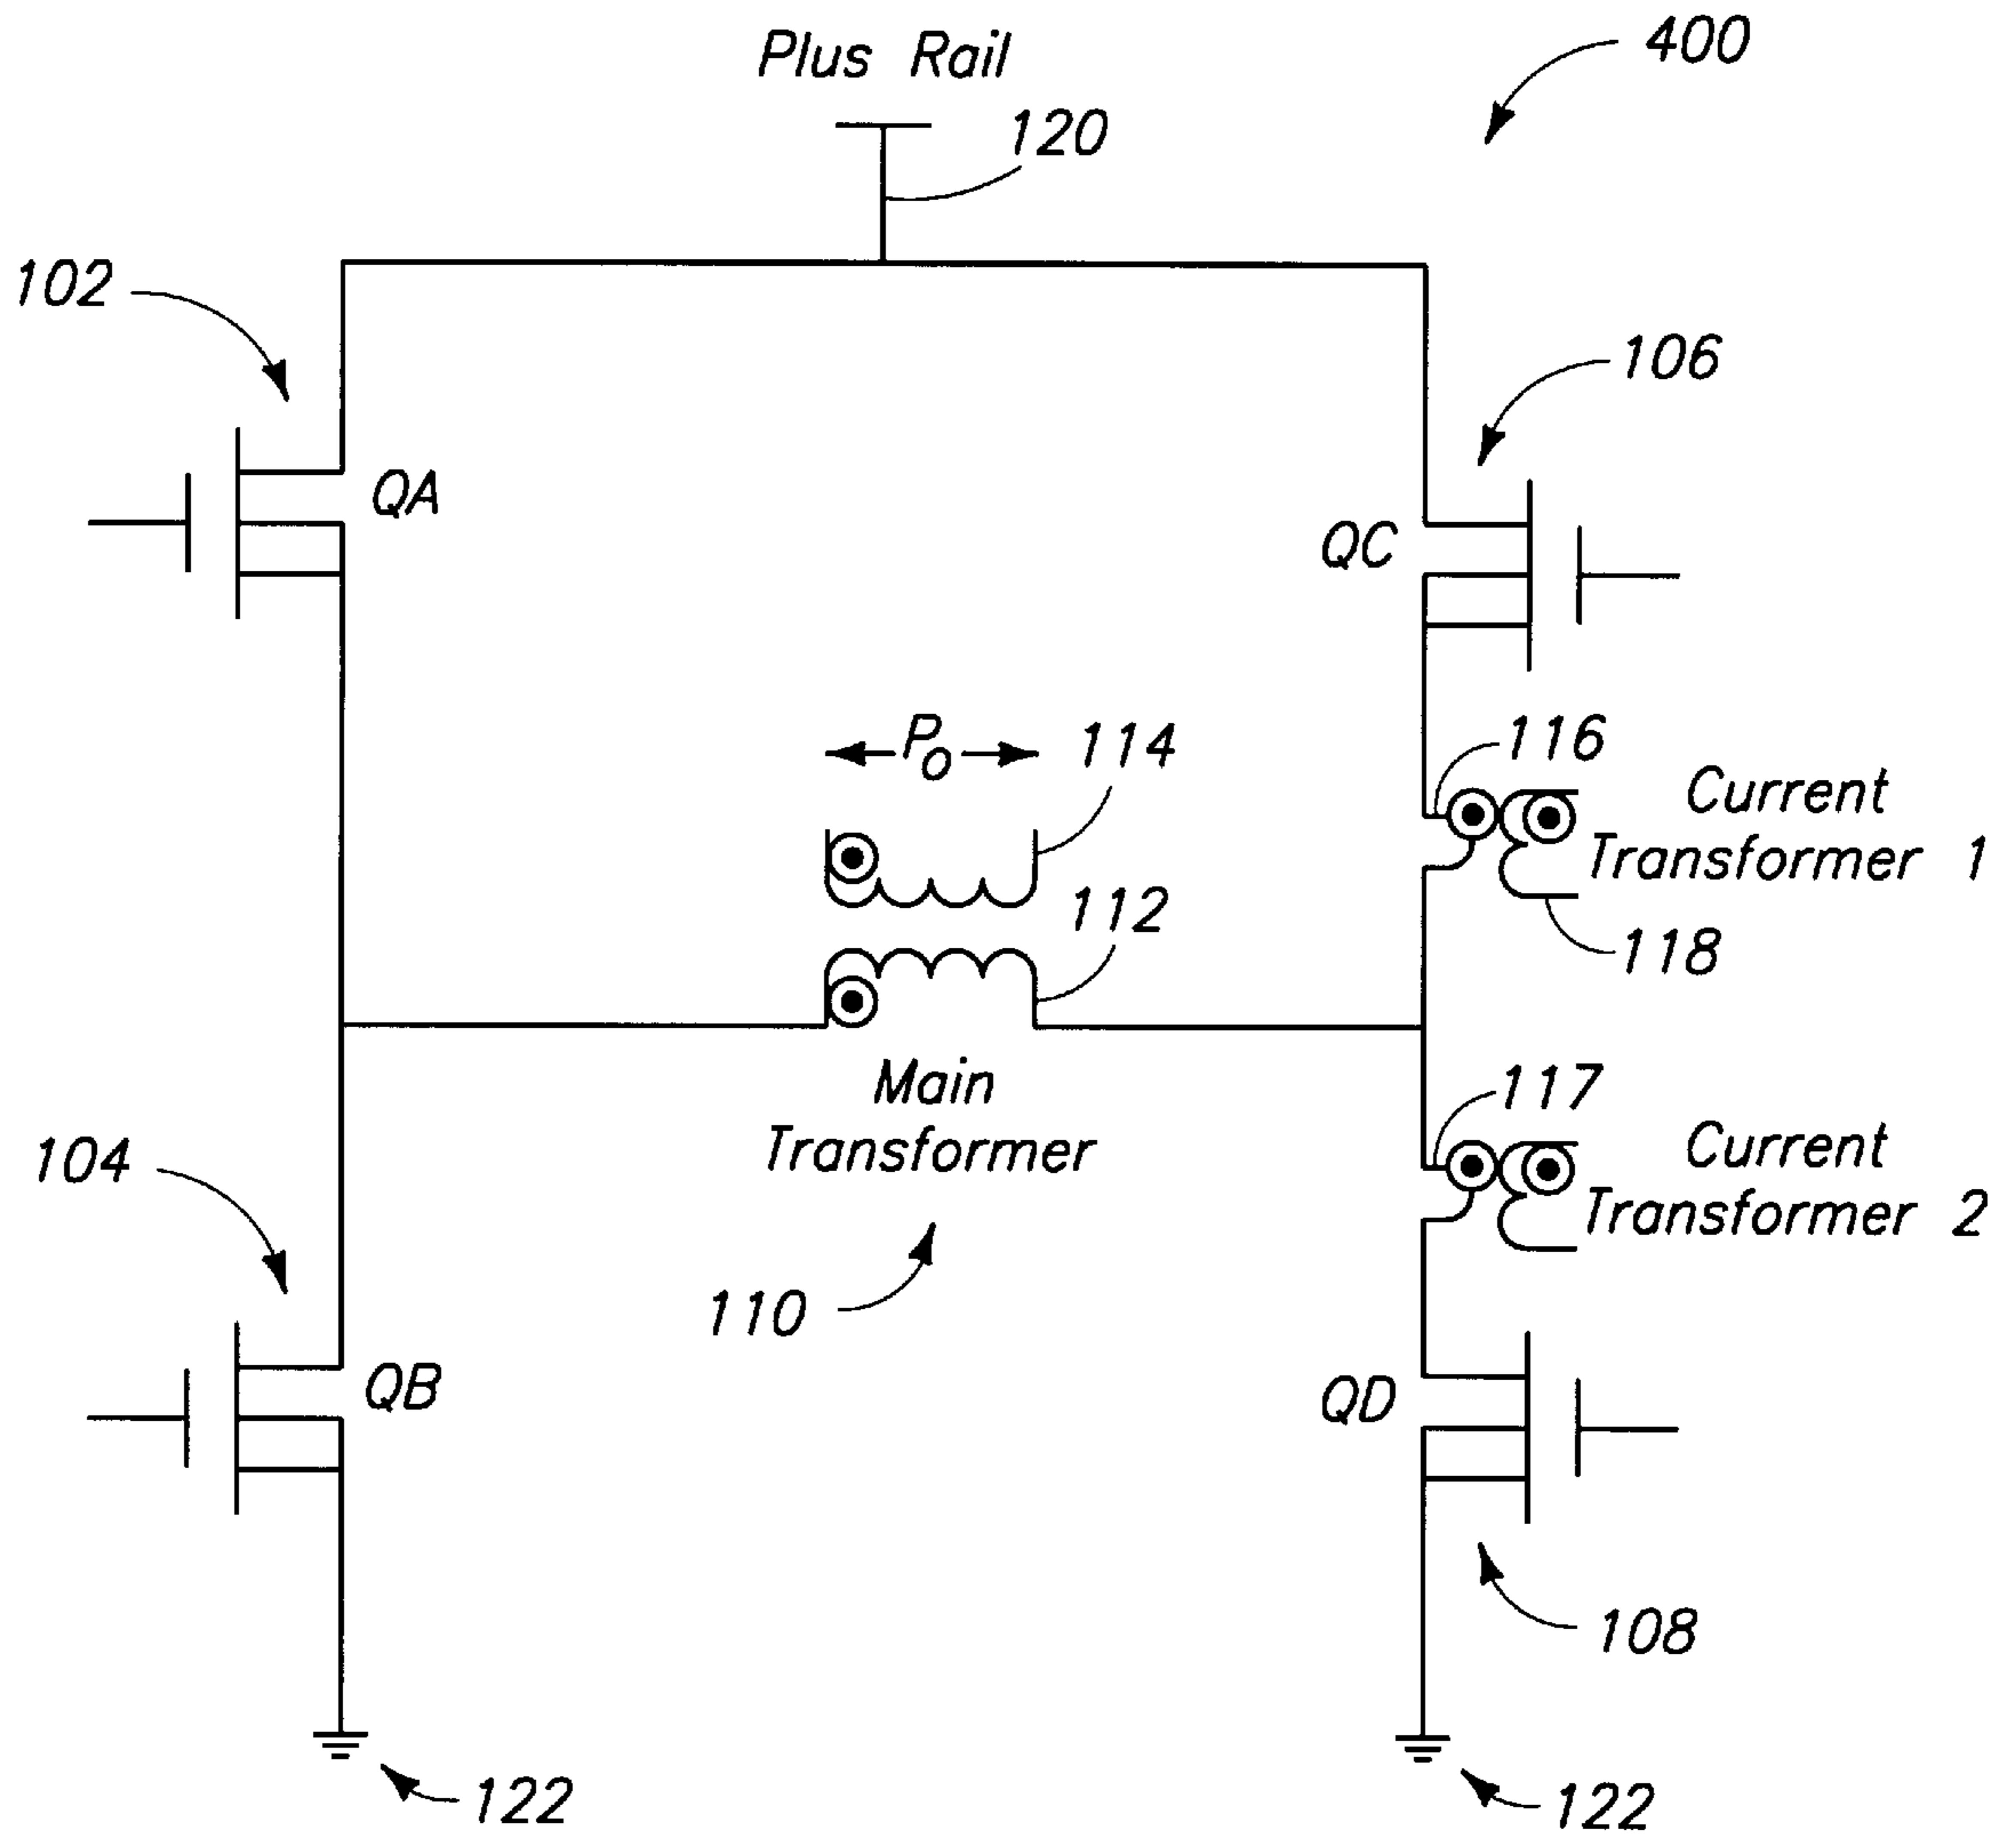 Plus Rail
400
120
102
106
QA
QC
P0
114
116
Current
Transformer 1
112
118
Main
Transformer
117
Current
Transformer 2
104
110
QB
QD
108
122
122